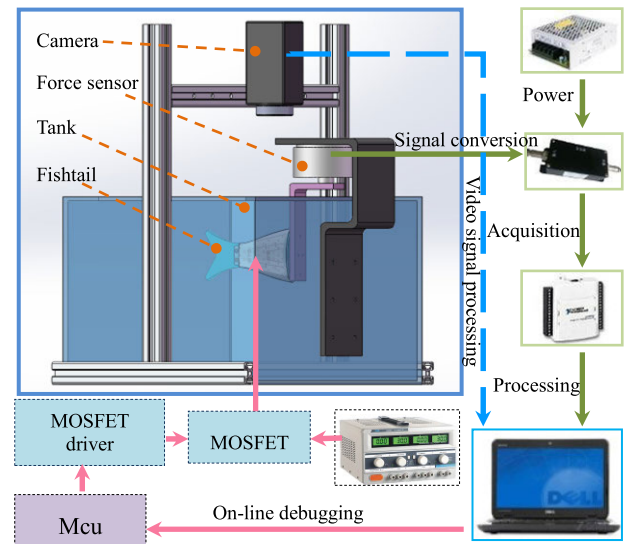 Camera
Force sensor
Tank
Fishtail
Power
Signal conversion
Acquisition
Video signal processing
Processing
MOSFET
driver
MOSFET
Mcu
On-line debugging
DELL